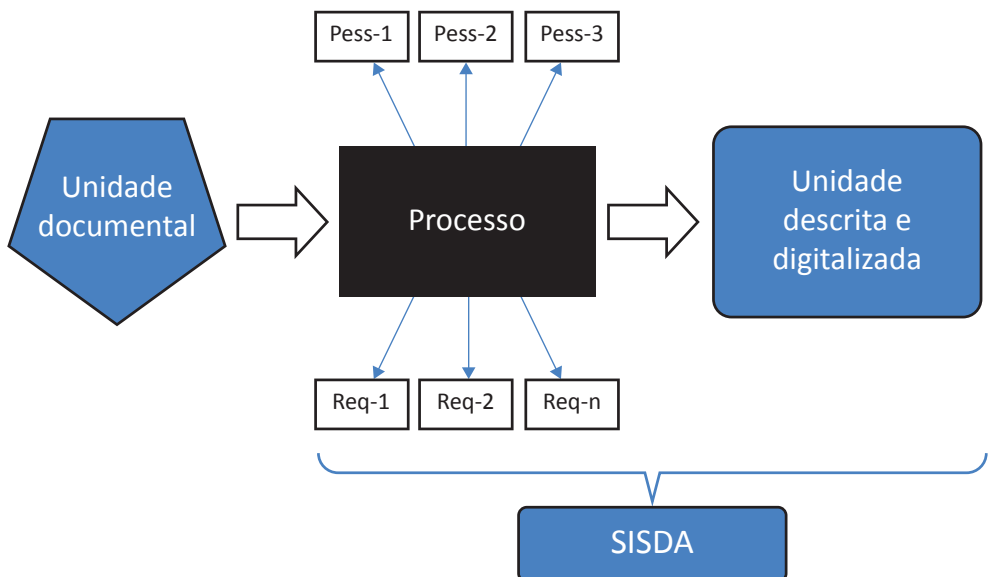 Pess-1
Pess-2
Pess-3
Unidade
documental
Processo
Unidade
descrita e
digitalizada
Req-1
Req-2
Req-n
SISDA